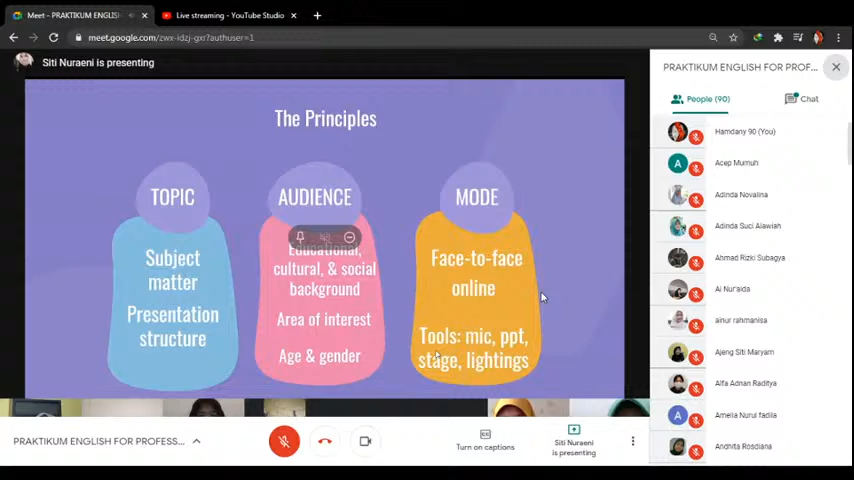 Meet - PRAKTIKUM ENGLISH
Live streaming - YouTube Studio
meet.google.com/zwx-idzj-gxr?authuser=1
Siti Nuraeni is presenting
PRAKTIKUM ENGLISH FOR PROF...
People (90)
Chat
The Principles
TOPIC
Subject
matter
Presentation
structure
AUDIENCE
Educational,
cultural, & social
background
Area of interest
Age & gender
MODE
Face-to-face
online
Tools: mic, ppt,
stage, lightings
Hamdany 90 (You)
A
Acep Mumuh
Adinda Novalina
Adinda Suci Alawiah
Ahmad Rizki Subagya
Ai Nur'aida
ainur rahmanisa
Ajeng Siti Maryam
Alfa Adnan Raditya
A
Amelia Nurul fadila
Andhita Rosdiana
PRAKTIKUM ENGLISH FOR PROFESS...
Turn on captions
Siti Nuraeni
is presenting